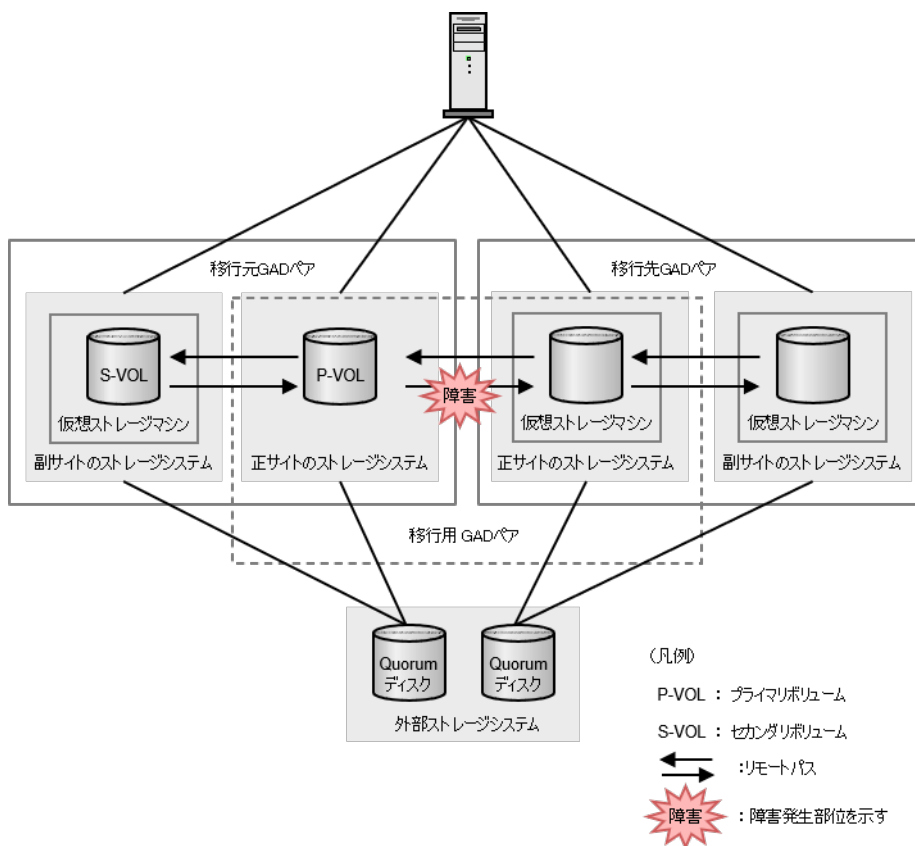 移行元GADペア
移行先GADペア
S-VOL
P-VOL
障害
仮想ストレージマシン
仮想ストレージマシン
仮想ストレージマシン
副サイトのストレージシステム
正サイトのストレージシステム
正サイトのストレージシステム
副サイトのストレージシステム
移行用 GADペア
Quorum
ディスク
Quorum
ディスク
外部ストレージシステム
(凡例)
P-VOL : プライマリボリューム
S-VOL : セカンダリボリューム
:リモートパス
障害 : 障害発生部位を示す